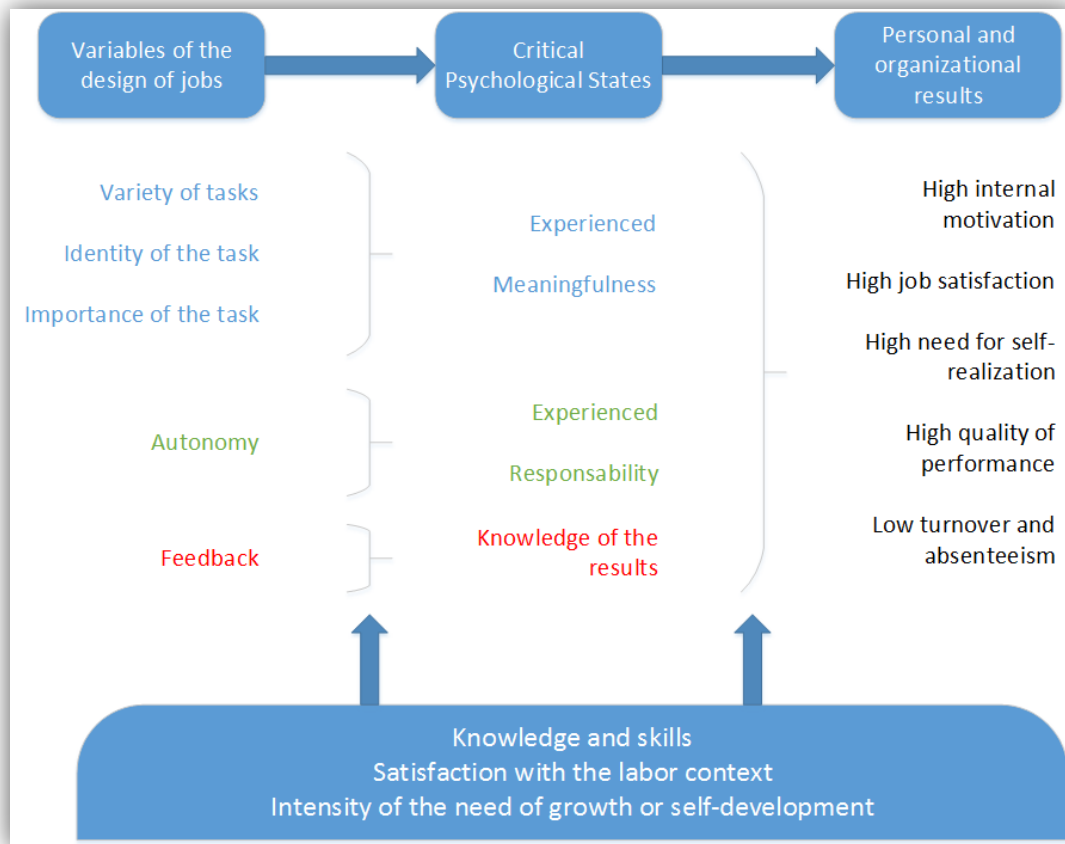 Variables of the
design of jobs
Critical
Psychological States
Personal and
organizational
results
Variety of tasks
Identity of the task
Importance of the task
Experienced
Meaningfulness
Autonomy
Experienced
Responsability
Feedback
Knowledge of the
results
High internal
motivation
High job satisfaction
High need for self-
realization
High quality of
performance
Low turnover and
absenteeism
Knowledge and skills
Satisfaction with the labor context
Intensity of the need of growth or self-development